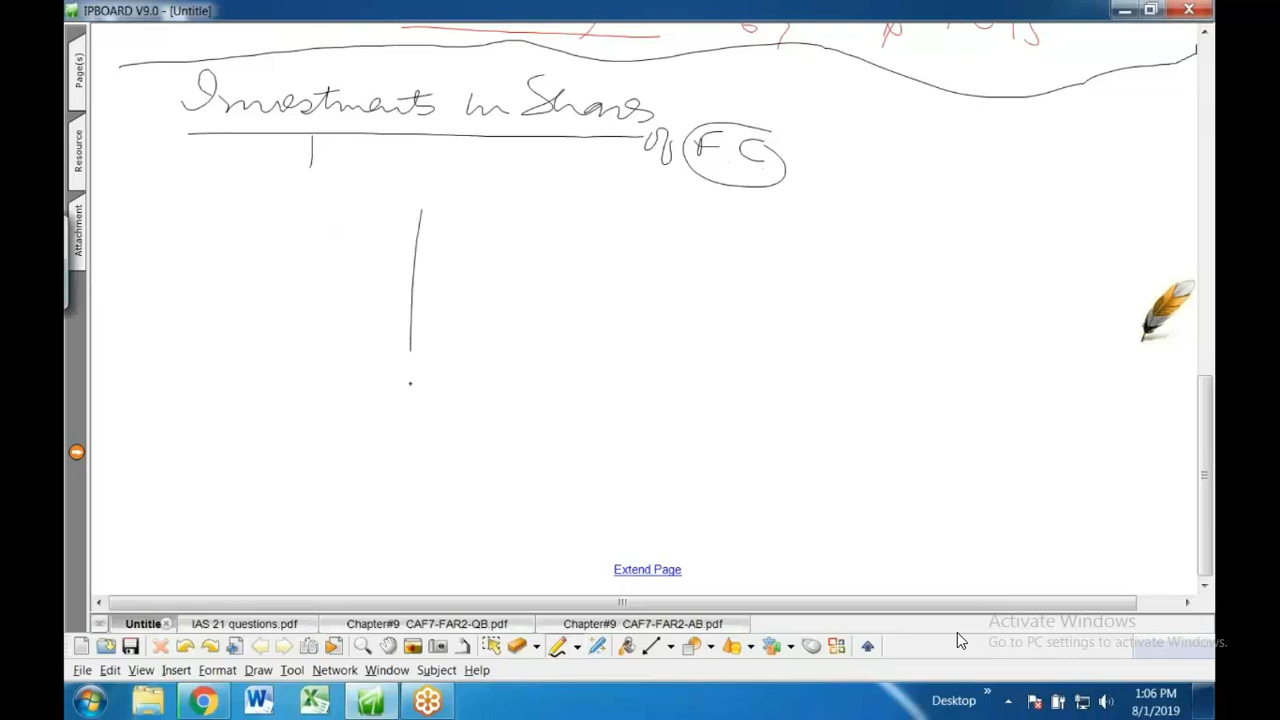 IPBOARD V9.0 - [Untitle]
Page(s)
Resource
Attachment
Investments in Shares
of F C
Extend Page
Untitle IAS 21 questions.pdf Chapter#9 CAF7-FAR2-QB.pdf Chapter#9 CAF7-FAR2-AB.pdf
Activate Windows
Go to PC settings to activate Windows.
File Edit View Insert Format Draw Tool Network Window Subject Help
Desktop
1:06 PM
8/1/2019